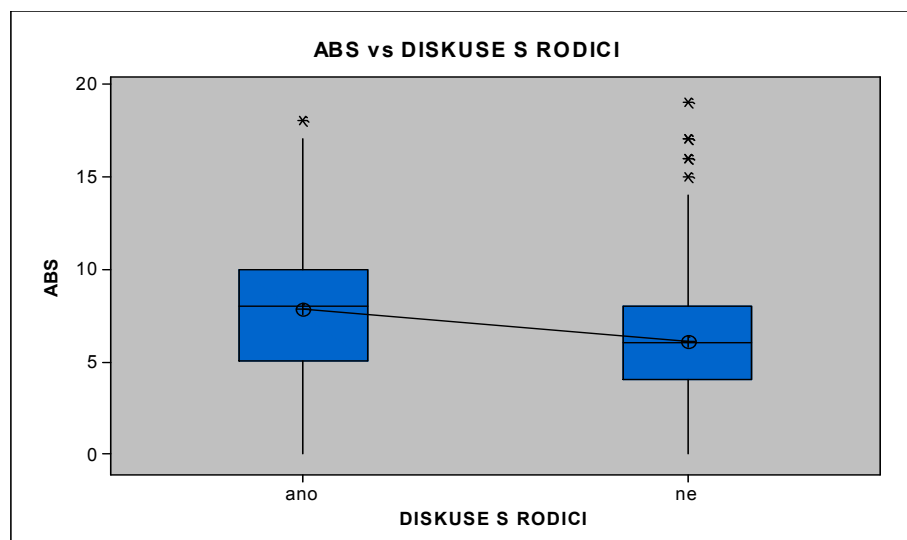 ABS vs DISKUSE S RODICI
20
15
10
5
0
ABS
ano
ne
DISKUSE S RODICI